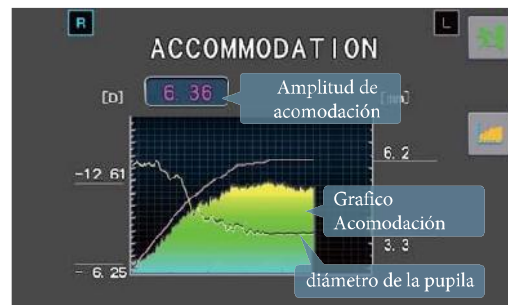 R
L
ACCOMMODATION
[D]
6.36
Amplitud de
acomodación
-12.61
6.2
Grafico
Acomodación
3.3
diámetro de la pupila
- 6.25